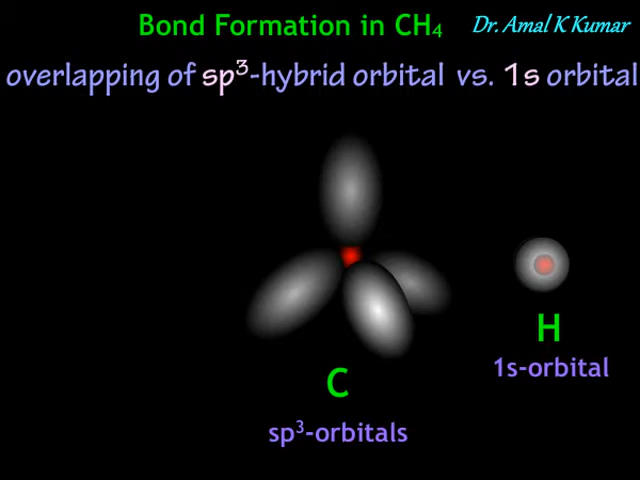 Bond Formation in CH₄ Dr. Amal K Kumar
overlapping of sp³-hybrid orbital vs. 1s orbital
H
1s-orbital
C
sp³-orbitals